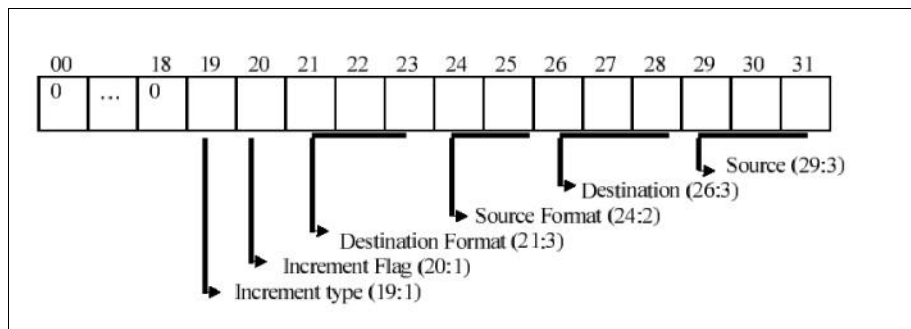 00 18 19 20 21 22 23 24 25 26 27 28 29 30 31
0 ... 0
Source (29:3)
Destination (26:3)
Source Format (24:2)
Destination Format (21:3)
Increment Flag (20:1)
Increment type (19:1)